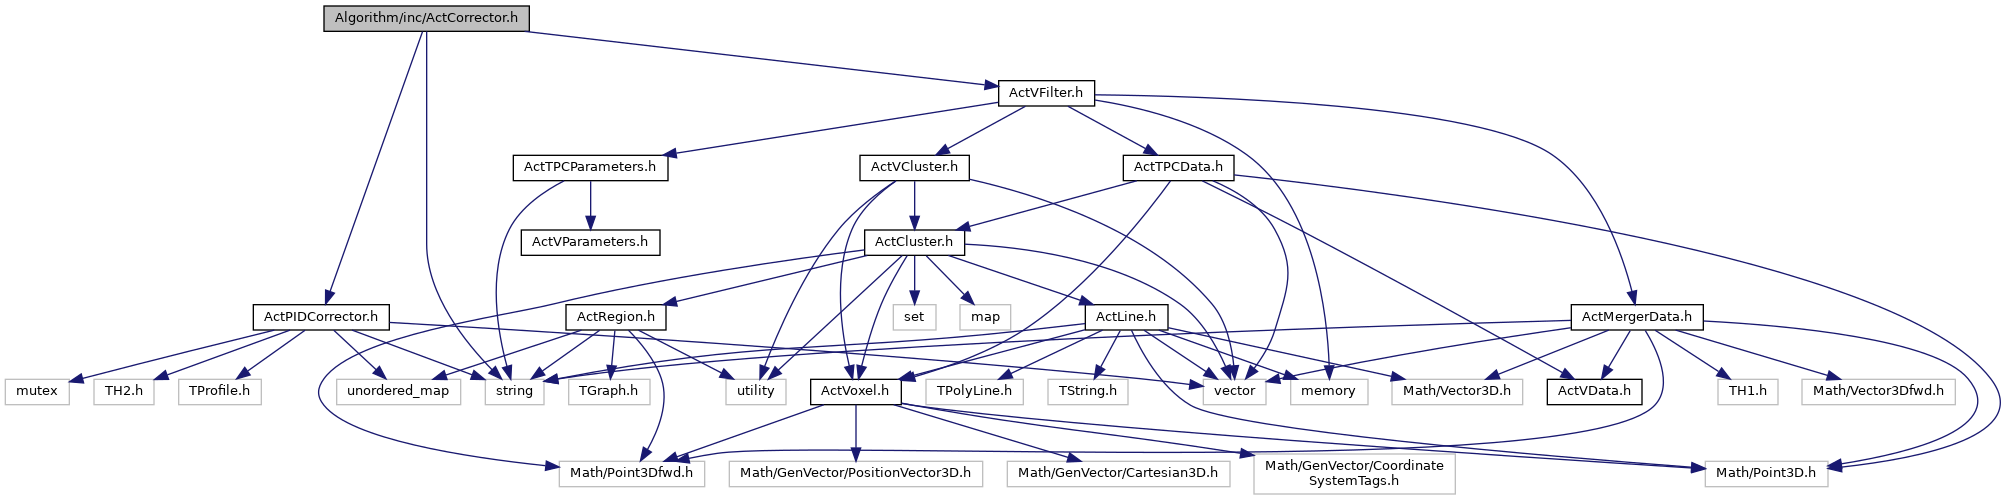 Algorithm/inc/ActCorrector.h
ActVFilter.h
ActTPCParameters.h
ActVCluster.h
ActTPCData.h
ActVParameters.h
ActCluster.h
ActPIDCorrector.h
ActRegion.h
set
map
ActLine.h
ActMergerData.h
mutex
TH2.h
TProfile.h
unordered_map
string
TGraph.h
utility
ActVoxel.h
TPolyLine.h
TString.h
vector
memory
Math/Vector3D.h
ActVData.h
TH1.h
Math/Vector3Dfwd.h
Math/Point3Dfwd.h
Math/GenVector/PositionVector3D.h
Math/GenVector/Cartesian3D.h
Math/GenVector/Coordinate
SystemTags.h
Math/Point3D.h